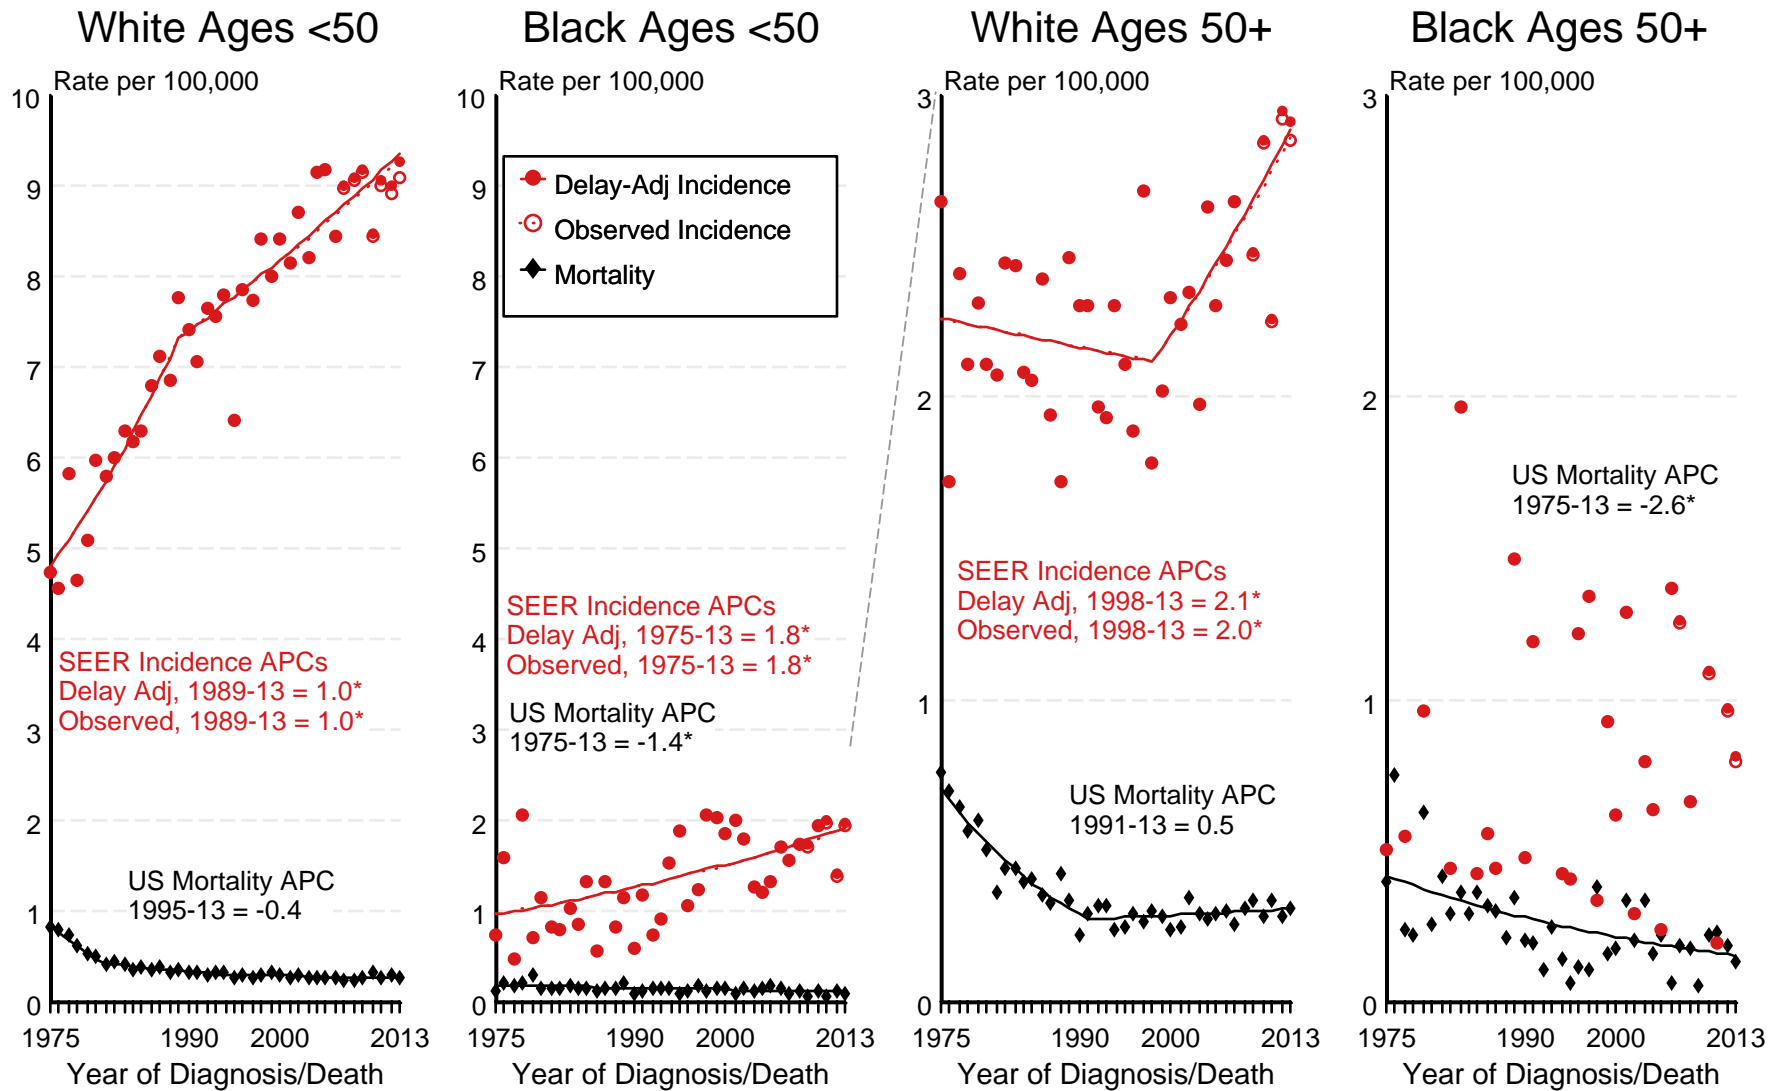 White Ages <50
Rate per 100,000
10
9
8
7
6
5
4
3
2
1
0
SEER Incidence APCs
Delay Adj, 1989-13 = 1.0*
Observed, 1989-13 = 1.0*
US Mortality APC
1995-13 = -0.4
1975
1990
2000
2013
Year of Diagnosis/Death
Black Ages <50
Rate per 100,000
10
9
8
7
6
5
4
3
2
1
0
Delay-Adj Incidence
Observed Incidence
Mortality
SEER Incidence APCs
Delay Adj, 1975-13 = 1.8*
Observed, 1975-13 = 1.8*
US Mortality APC
1975-13 = -1.4*
1975
1990
2000
2013
Year of Diagnosis/Death
White Ages 50+
Rate per 100,000
3
2
1
0
SEER Incidence APCs
Delay Adj, 1998-13 = 2.1*
Observed, 1998-13 = 2.0*
US Mortality APC
1991-13 = 0.5
1975
1990
2000
2013
Year of Diagnosis/Death
Black Ages 50+
Rate per 100,000
3
2
1
0
US Mortality APC
1975-13 = -2.6*
1975
1990
2000
2013
Year of Diagnosis/Death